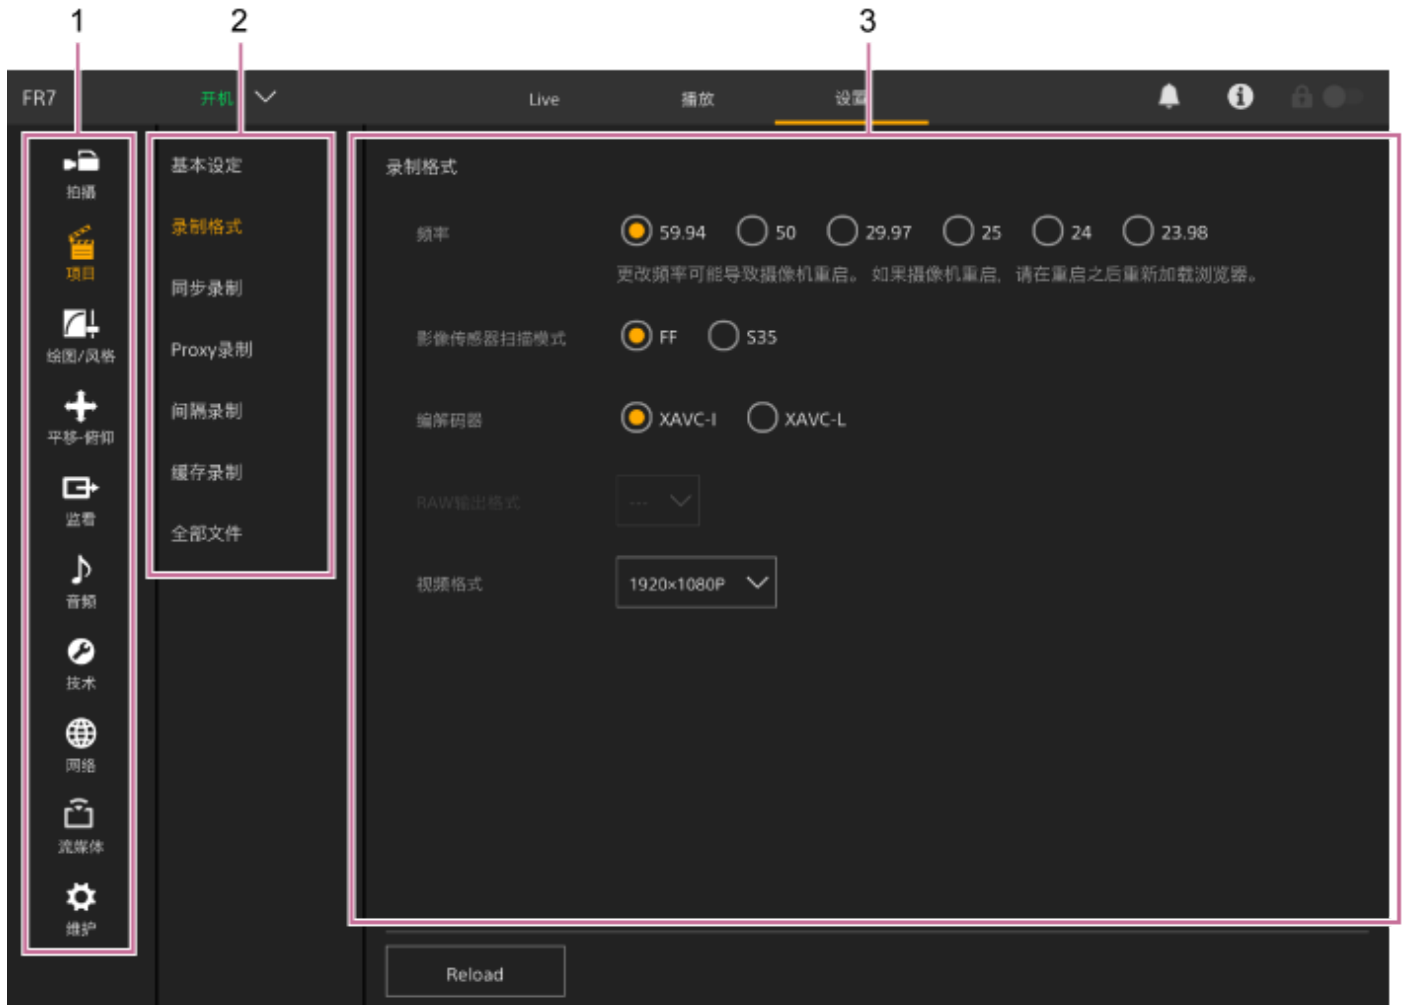 1 2 3
FR7 开机 Live 播放 设置
拍摄
项目
绘图/风格
平移-俯仰
监看
音频
技术
网络
流媒体
维护
基本设定
录制格式
同步录制
Proxy录制
间隔录制
缓存录制
全部文件
录制格式
频率 59.94 50 29.97 25 24 23.98
更改频率可能导致摄像机重启。 如果摄像机重启，请在重启之后重新加载浏览器。
影像传感器扫描模式 FF S35
编解码器 XAVC-I XAVC-L
RAW输出格式 ---
视频格式 1920×1080P
Reload